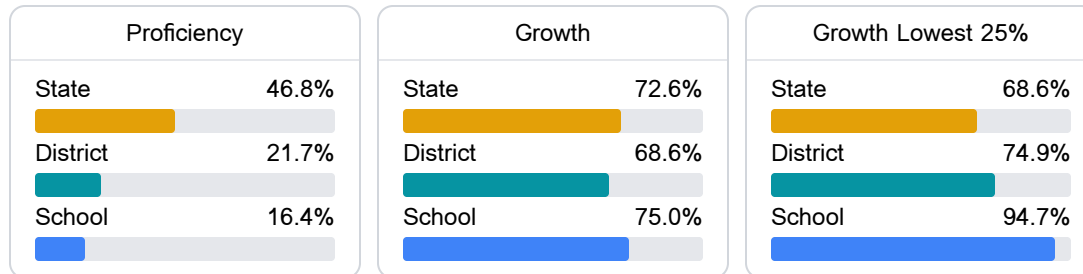 Proficiency
State 46.8%
District 21.7%
School 16.4%
Growth
State 72.6%
District 68.6%
School 75.0%
Growth Lowest 25%
State 68.6%
District 74.9%
School 94.7%